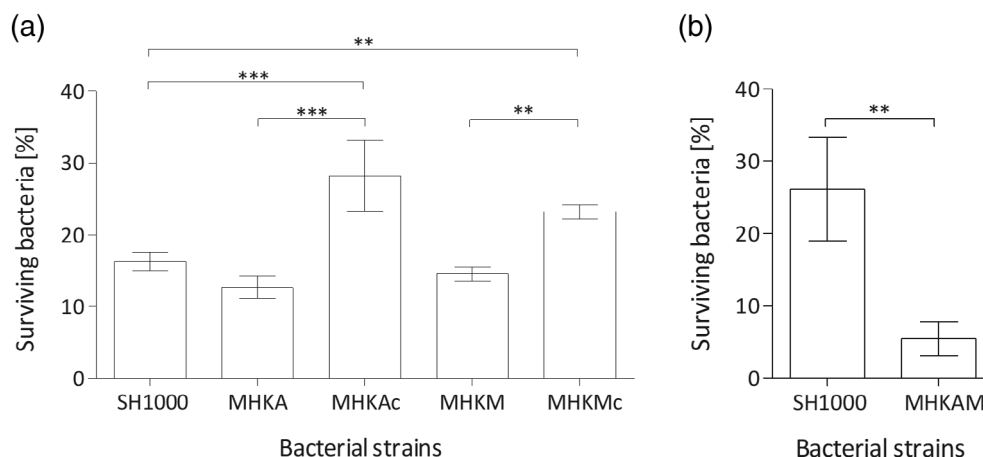 (a)
**
***
***
**
40
30
20
10
0
Surviving bacteria [%]
SH1000 MHKA MHKAc MHKM MHKMc
Bacterial strains
(b)
**
40
30
20
10
0
Surviving bacteria [%]
SH1000 MHKAM
Bacterial strains